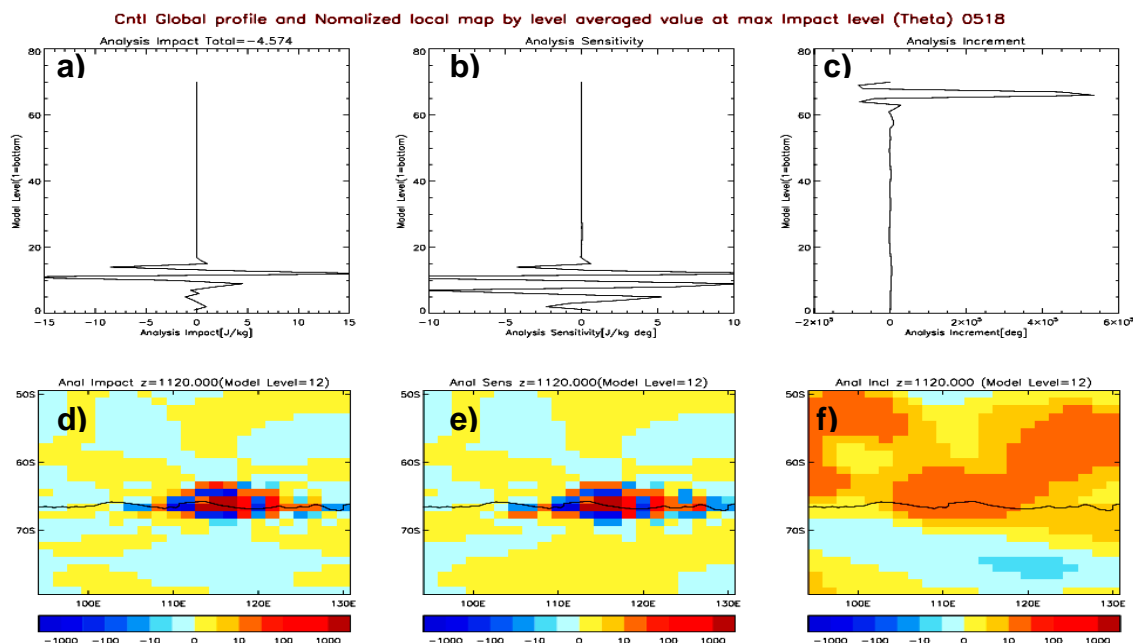 Cntl Global profile and Nomalized local map by level averaged value at max Impact level (Theta) 0518
Analysis Impact Total=-4.574
a)
80
60
40
20
0
Model Level(1=bottom)
-15 -10 -5 0 5 10 15
Analysis Impact[J/kg]
Analysis Sensitivity
b)
80
60
40
20
0
Model Level(1=bottom)
-10 -5 0 5 10
Analysis Sensitivity[J/kg deg]
Analysis Increment
c)
80
60
40
20
0
Model Level(1=bottom)
-2×10⁵ 0 2×10⁵ 4×10⁵ 6×10⁵
Analysis Increment[deg]
Anal Impact z=1120.000(Model Level=12)
d)
50S
60S
70S
100E 110E 120E 130E
-1000 -100 -10 0 10 100 1000
Anal Sens z=1120.000(Model Level=12)
e)
50S
60S
70S
100E 110E 120E 130E
-1000 -100 -10 0 10 100 1000
Anal Incl z=1120.000 (Model Level=12)
f)
50S
60S
70S
100E 110E 120E 130E
-1000 -100 -10 0 10 100 1000